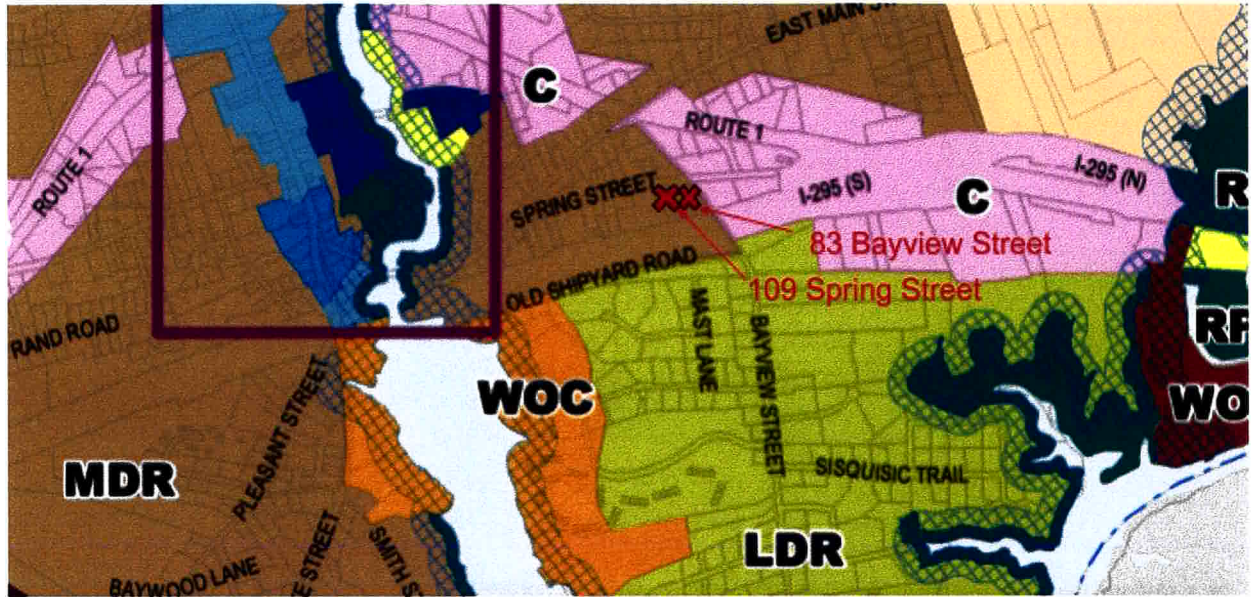 EAST MAIN
C
ROUTE 1
ROUTE 1
I-295 (N)
I-295 (S)
C
SPRING STREET
83 Bayview Street
OLD SHIPYARD ROAD
109 Spring Street
RAND ROAD
MAST LANE
BAYVIEW STREET
WOC
PLEASANT STREET
MDR
SISQUISIC TRAIL
LDR
BAYWOOD LANE
STREET
SMITH